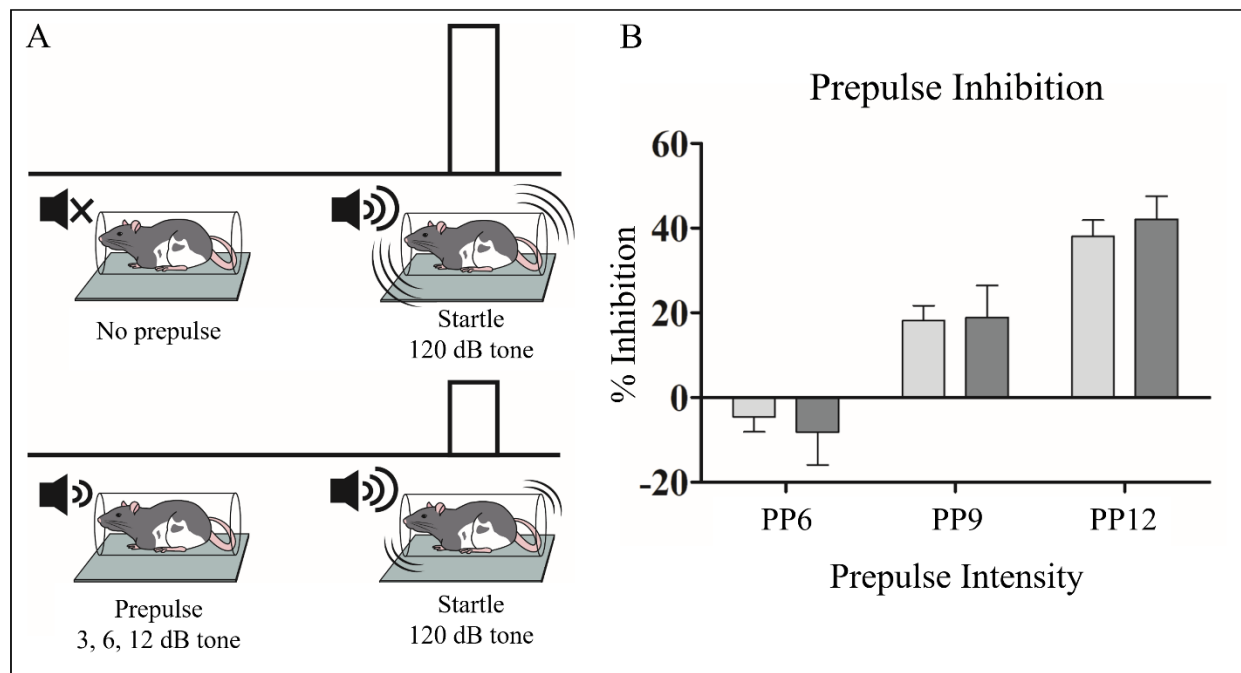 A
No prepulse
Startle
120 dB tone
Prepulse
3, 6, 12 dB tone
Startle
120 dB tone
B
Prepulse Inhibition
% Inhibition
60
40
20
0
-20
PP6
PP9
PP12
Prepulse Intensity